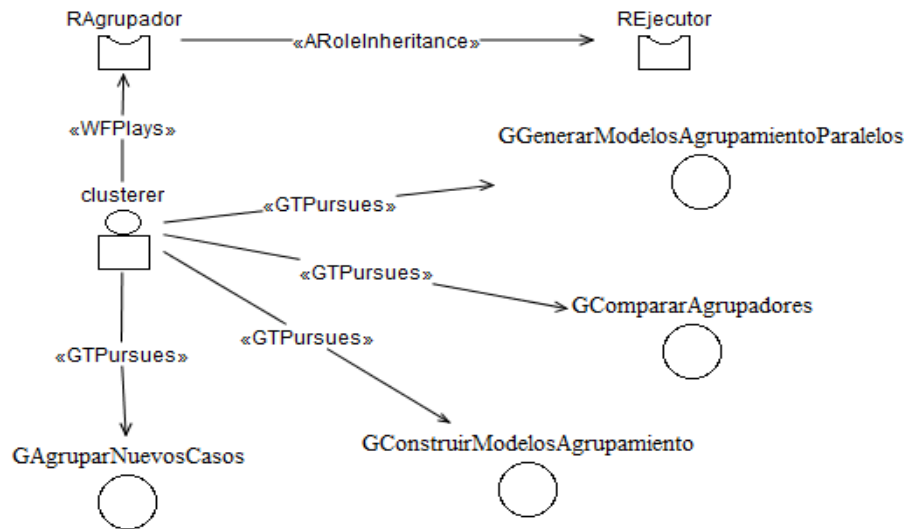 RAgrupador
REjecutor
«ARoleInheritance»
«WFPlays»
GGenerarModelosAgrupamientoParalelos
clusterer
«GTPursues»
«GTPursues»
GCompararAgrupadores
«GTPursues»
«GTPursues»
GConstruirModelosAgrupamiento
GAgruparNuevosCasos